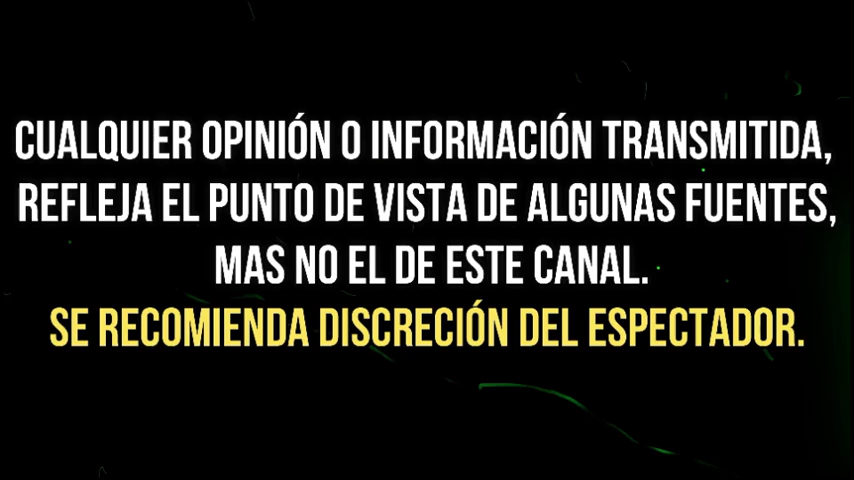 CUALQUIER OPINIÓN O INFORMACIÓN TRANSMITIDA,
REFLEJA EL PUNTO DE VISTA DE ALGUNAS FUENTES,
MAS NO EL DE ESTE CANAL.
SE RECOMIENDA DISCRECIÓN DEL ESPECTADOR.